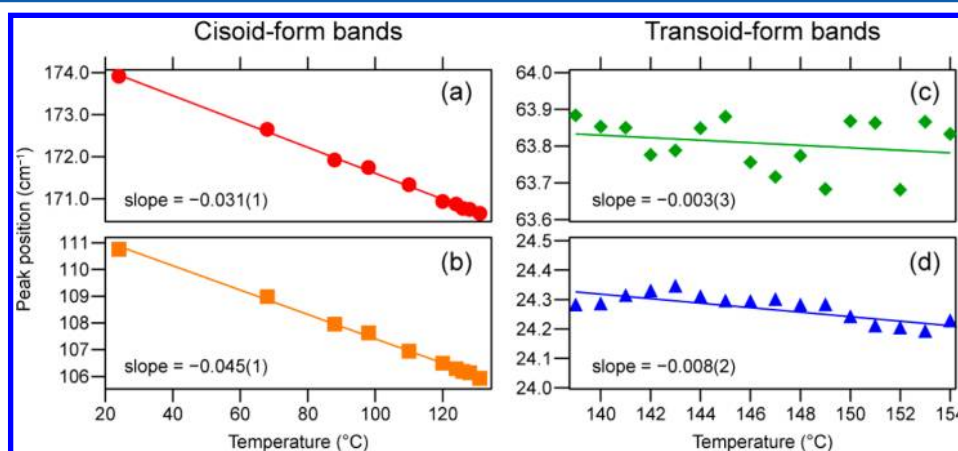 Cisoid-form bands
Transoid-form bands
174.0
173.0
172.0
171.0
(a)
slope = −0.031(1)
64.0
63.9
63.8
63.7
63.6
(c)
slope = −0.003(3)
Peak position (cm⁻¹)
111
110
109
108
107
106
(b)
slope = −0.045(1)
24.5
24.4
24.3
24.2
24.1
24.0
(d)
slope = −0.008(2)
20 40 60 80 100 120
140 142 144 146 148 150 152 154
Temperature (°C)
Temperature (°C)